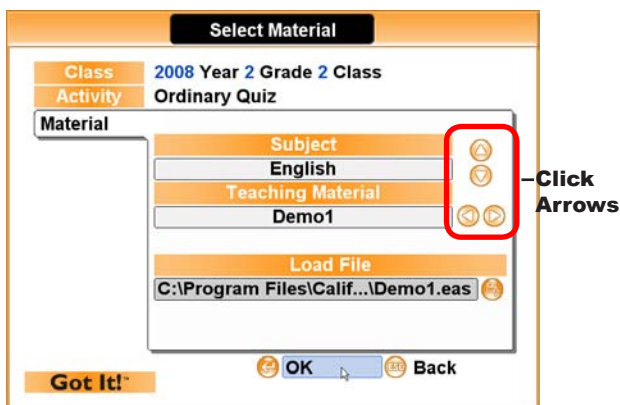 Select Material
Class 2008 Year 2 Grade 2 Class
Activity Ordinary Quiz
Material
Subject
English
Teaching Material
Demo1
Click
Arrows
Load File
C:\Program Files\Calif...\Demo1.eas
OK
Back
Got It!™